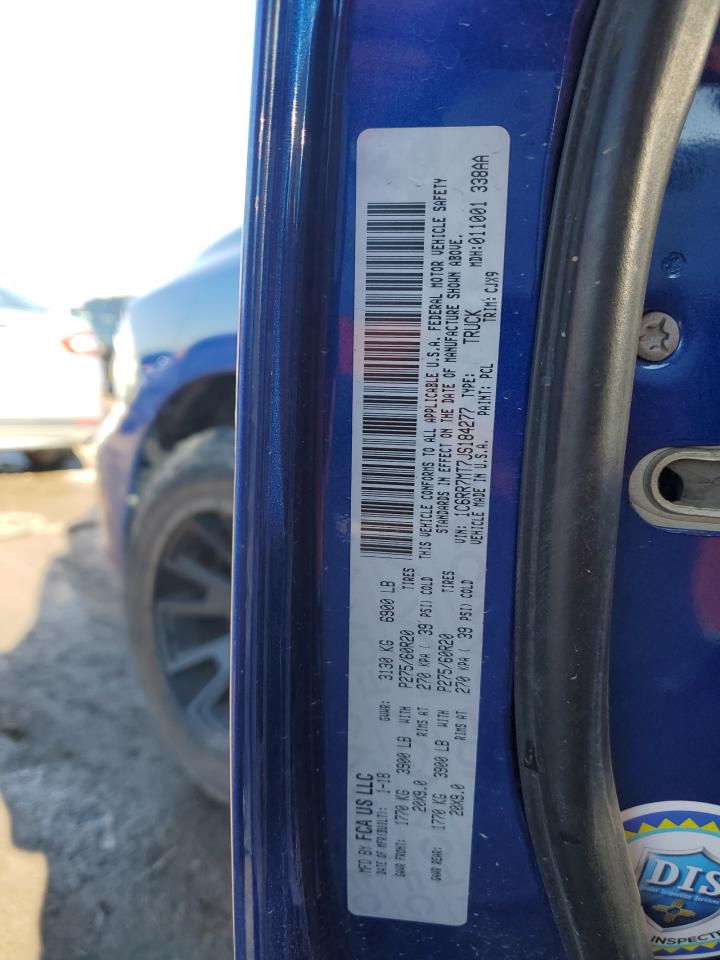 MFD BY FCA US LLC
DATE OF MFR(BUILT): 1-18
GVWR: 3130 KG 6900 LB
GAWR FRONT: 1770 KG 3900 LB WITH P275/60R20 TIRES
20X9.0 RIMS AT 270 KPA ( 39 PSI) COLD
GAWR REAR: 1770 KG 3900 LB WITH P275/60R20 TIRES
20X9.0 RIMS AT 270 KPA ( 39 PSI) COLD
THIS VEHICLE CONFORMS TO ALL APPLICABLE U.S.A. FEDERAL MOTOR VEHICLE SAFETY
STANDARDS IN EFFECT ON THE DATE OF MANUFACTURE SHOWN ABOVE.
VIN: 1C6RR7MT7JS184277 TYPE: TRUCK MDH:011001 338AA
VEHICLE MADE IN U.S.A. PAINT: PCL TRIM: CJX9
DIS
INSPECT